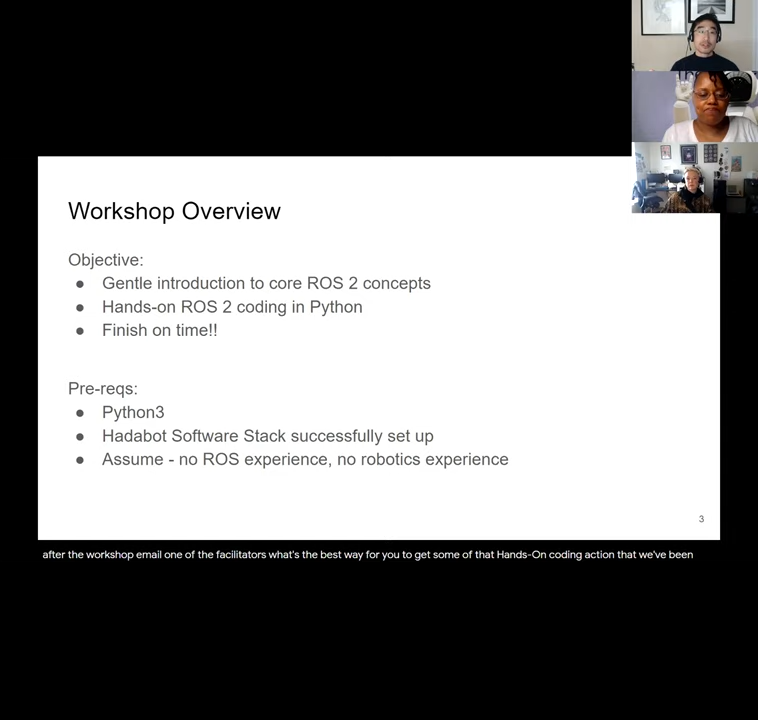 Workshop Overview
Objective:
● Gentle introduction to core ROS 2 concepts
● Hands-on ROS 2 coding in Python
● Finish on time!!
Pre-reqs:
● Python3
● Hadabot Software Stack successfully set up
● Assume - no ROS experience, no robotics experience
3
after the workshop email one of the facilitators what's the best way for you to get some of that Hands-On coding action that we've been